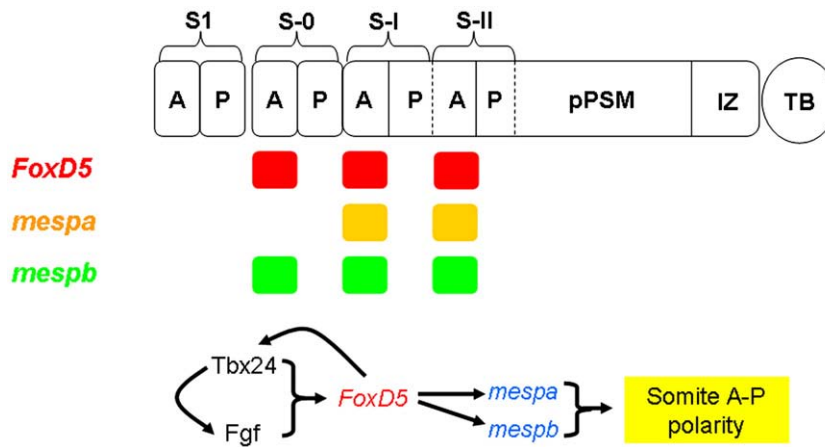 S1 S-0 S-I S-II
A P A P A P A P pPSM IZ TB
FoxD5
mespa
mespb
Tbx24
Fgf
FoxD5
mespa
mespb
Somite A-P
polarity